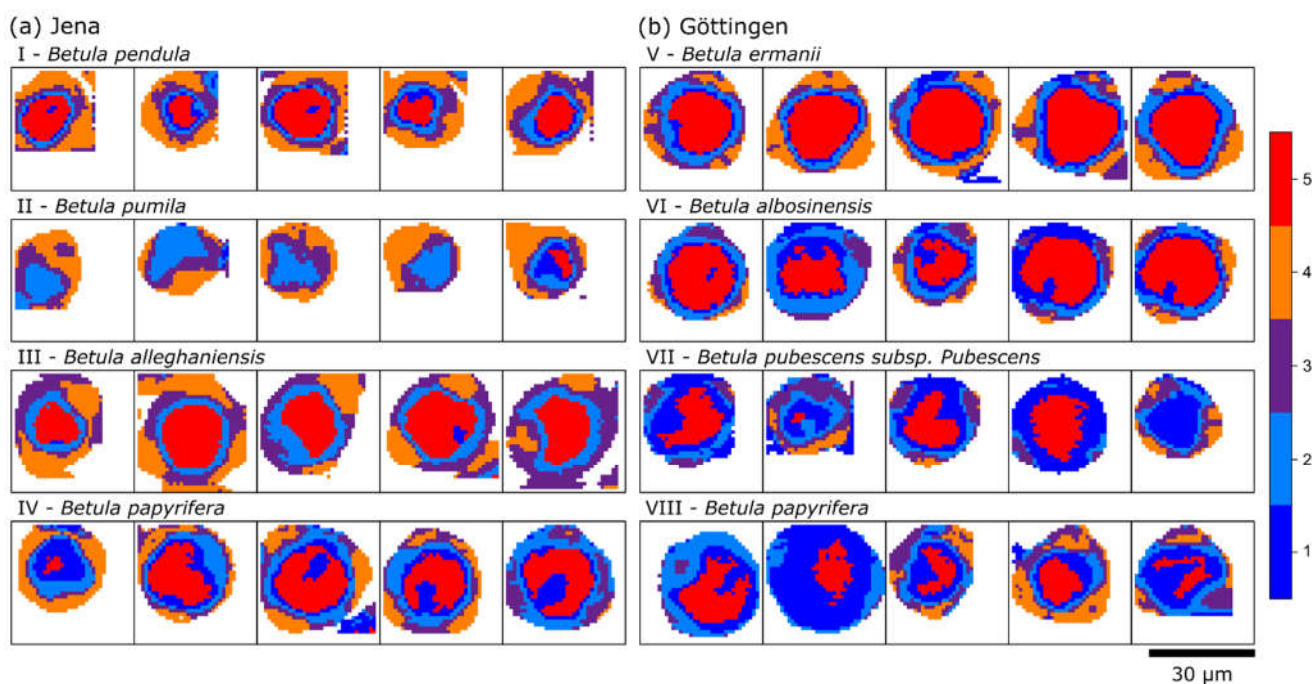 (a) Jena
I - Betula pendula
II - Betula pumila
III - Betula alleghaniensis
IV - Betula papyrifera
(b) Göttingen
V - Betula ermanii
VI - Betula albosinensis
VII - Betula pubescens subsp. Pubescens
VIII - Betula papyrifera
5
4
3
2
1
30 µm